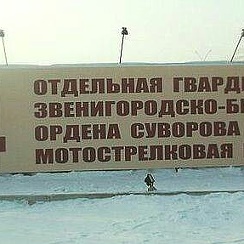 ОТДЕЛЬНАЯ ГВАРД
ЗВЕНИГОРОДСКО-Б
ОРДЕНА СУВОРОВА
МОТОСТРЕЛКОВАЯ